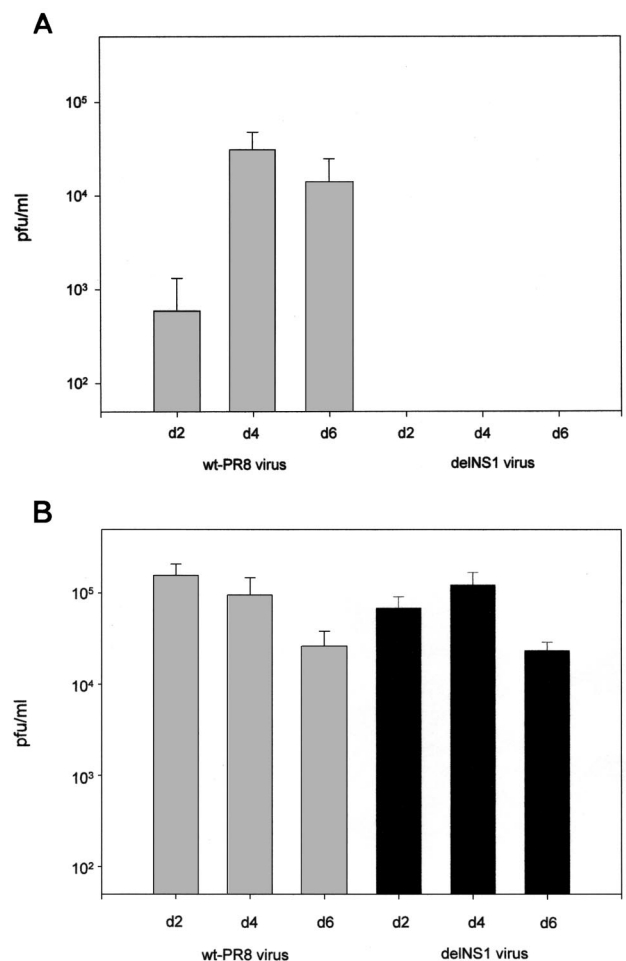 A
10⁵
10⁴
10³
10²
pfu/ml
d2 d4 d6 d2 d4 d6
wt-PR8 virus delNS1 virus
B
10⁵
10⁴
10³
10²
pfu/ml
d2 d4 d6 d2 d4 d6
wt-PR8 virus delNS1 virus